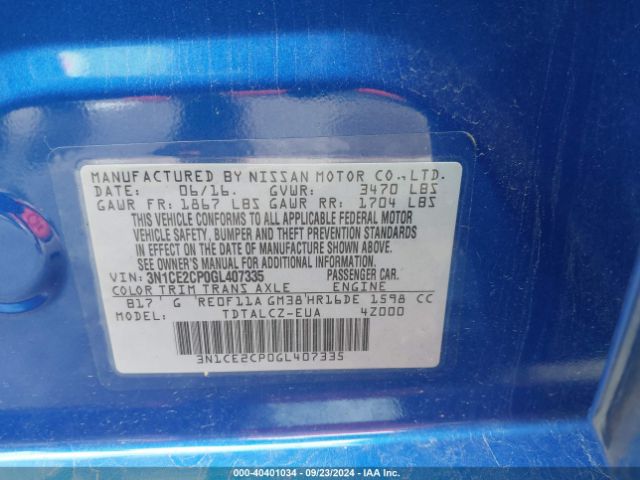 MANUFACTURED BY NISSAN MOTOR CO.,LTD.
DATE: 06/16. GVWR: 3470 LBS
GAWR FR: 1867 LBS GAWR RR: 1704 LBS
THIS VEHICLE CONFORMS TO ALL APPLICABLE FEDERAL MOTOR
VEHICLE SAFETY, BUMPER AND THEFT PREVENTION STANDARDS
IN EFFECT ON THE DATE OF MANUFACTURE SHOWN ABOVE.
SEE OWNER'S MANUAL FOR ADDITIONAL INFORMATION.
VIN: 3N1CE2CP0GL407335 PASSENGER CAR.
COLOR TRIM TRANS AXLE ENGINE
B17 G RE0F11A GM38 HR16DE 1598 CC
MODEL: TDTALCZ-EUA 4Z000
3N1CE2CP0GL407335
000-40401034 - 09/23/2024 - IAA Inc.